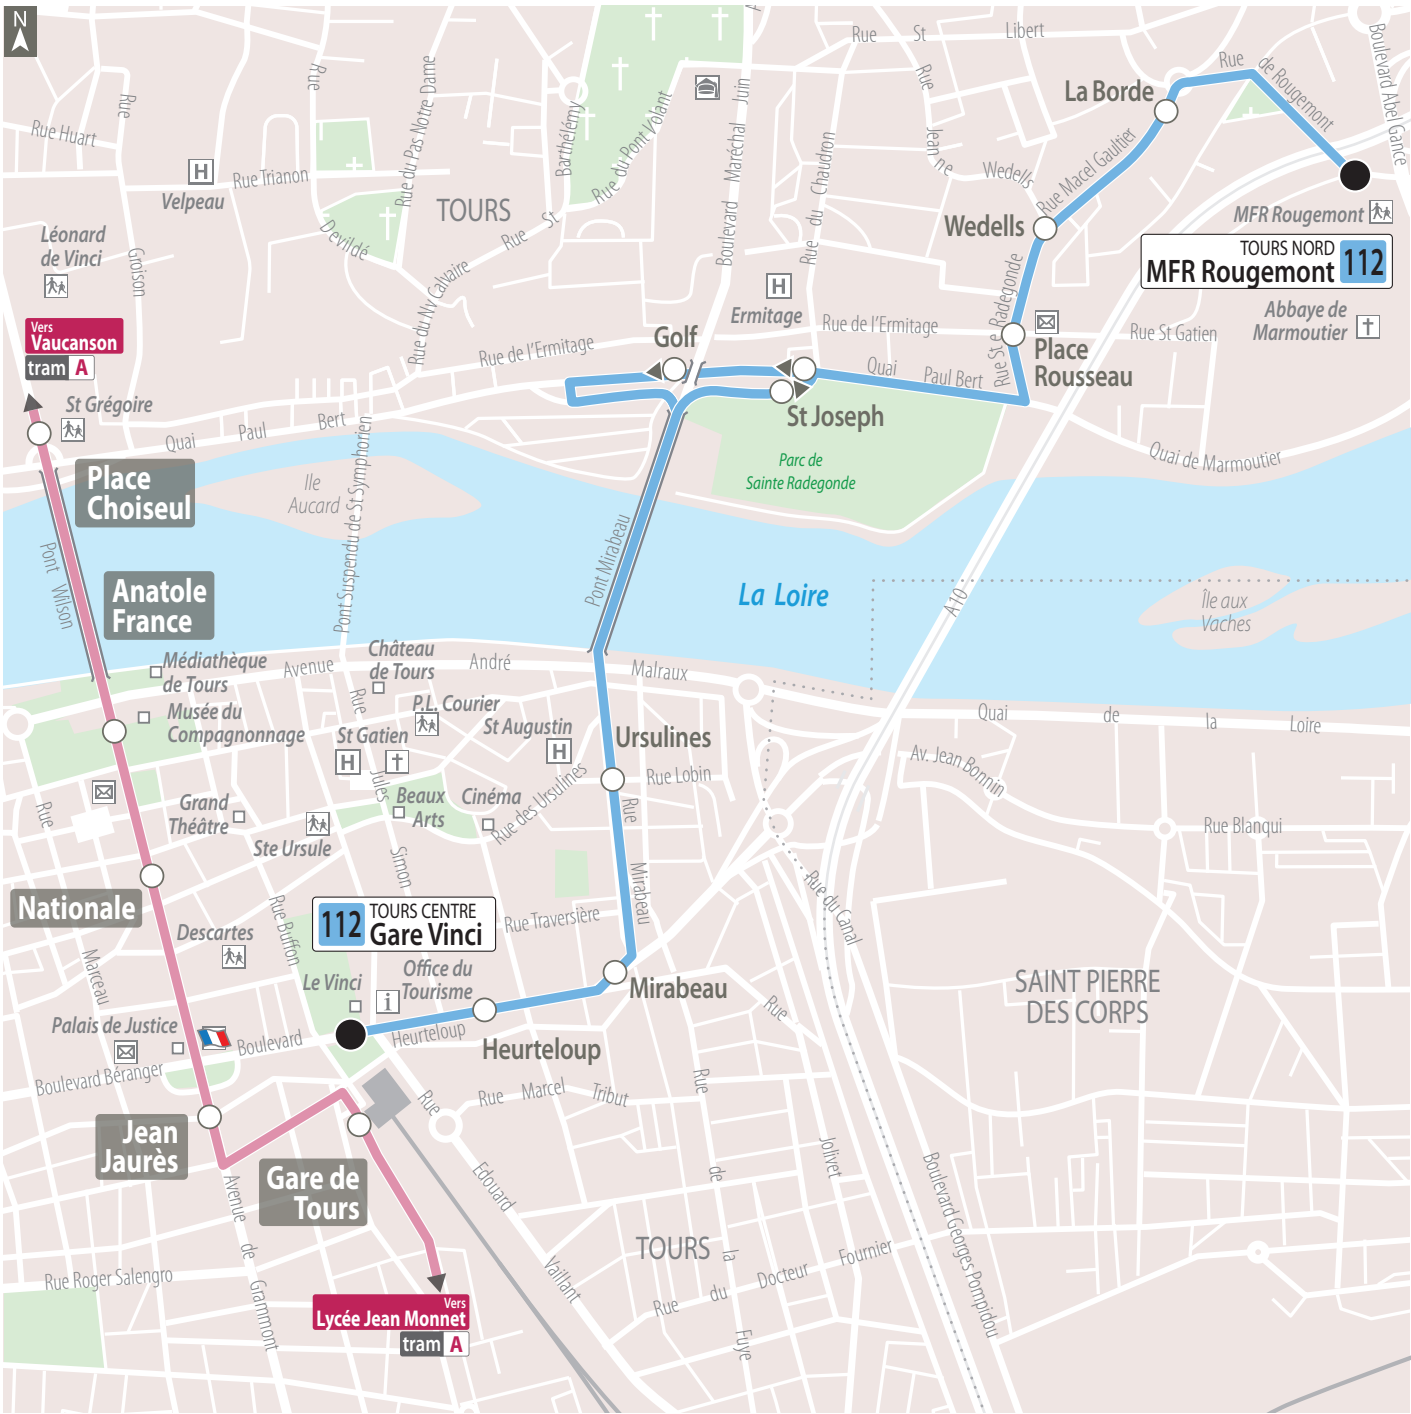 N
Rue St Libert
Boulevard Abel Gance
Rue
de Rougemont
La Borde
Rue Huart
Rue
Rue
Rue du Pas Notre Dame
Barthélémy
Rue du Pont Volant
Boulevard Maréchal Juin
Rue du Chaudron
Rue
Jeanne
Wedells
Rue Macel Gaultier
Velpeau
H
Rue Trianon
TOURS
Devildé
Rue St
Wedells
MFR Rougemont
TOURS NORD
MFR Rougemont 112
Léonard
de Vinci
Groison
Rue du Ny Calvaire
H
Ermitage
Rue Ste Radegonde
Abbaye de
Marmoutier
Vers
Vaucanson
tram A
Rue de l'Ermitage
Golf
Rue de l'Ermitage
Place
Rousseau
Rue St Gatien
St Grégoire
Quai Paul Bert
Quai Paul Bert
St Joseph
Quai de Marmoutier
Place
Choiseul
Ile
Aucard
Pont Suspendu de St Symphorien
Parc de
Sainte Radegonde
Pont Wilson
Pont Mirabeau
La Loire
A10
Île aux
Vaches
Anatole
France
Médiathèque
de Tours
Avenue André Malraux
Château
de Tours
Musée du
Compagnonnage
Rue
P.L. Courier
St Gatien
H
St Augustin
H
Ursulines
Quai de la Loire
Av. Jean Bonnin
Rue Lobin
Jules
Rue des Ursulines
Rue
Grand
Théâtre
Beaux
Arts
Cinéma
Rue
Rue Blanqui
Ste Ursule
Simon
Mirabeau
Rue du Canal
Nationale
Rue Buffon
112 TOURS CENTRE
Gare Vinci
Rue Traversière
Descartes
Marceau
Le Vinci
i
Office du
Tourisme
Mirabeau
Rue
SAINT PIERRE
DES CORPS
Palais de Justice
Boulevard Heurteloup
Heurteloup
Boulevard Béranger
Rue
Rue Marcel Tribut
Rue
Jean
Jaurès
Gare de
Tours
Edouard
Jolivet
Boulevard Georges Pompidou
Avenue
de
Grammont
de
la
Fuye
TOURS
Rue du Docteur Fournier
Vaillant
Rue Roger Salengro
Vers
Lycée Jean Monnet
tram A